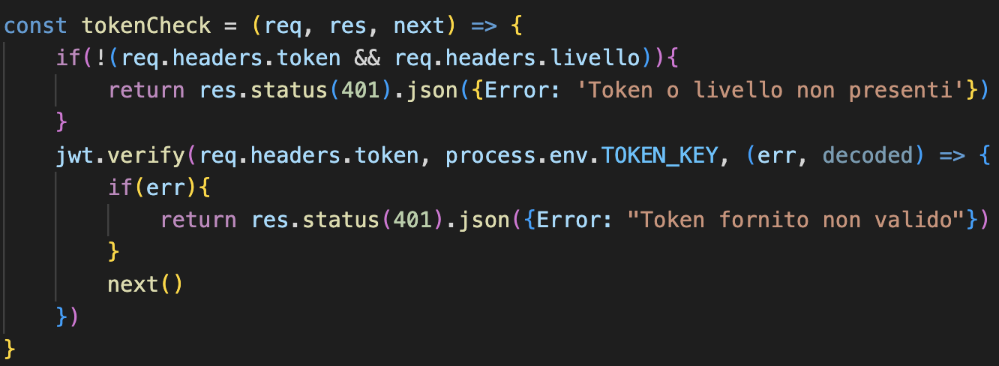 const tokenCheck = (req, res, next) => {
    if(!(req.headers.token && req.headers.livello)){
        return res.status(401).json({Error: 'Token o livello non presenti'})
    }
    jwt.verify(req.headers.token, process.env.TOKEN_KEY, (err, decoded) => {
        if(err){
            return res.status(401).json({Error: "Token fornito non valido"})
        }
        next()
    })
}